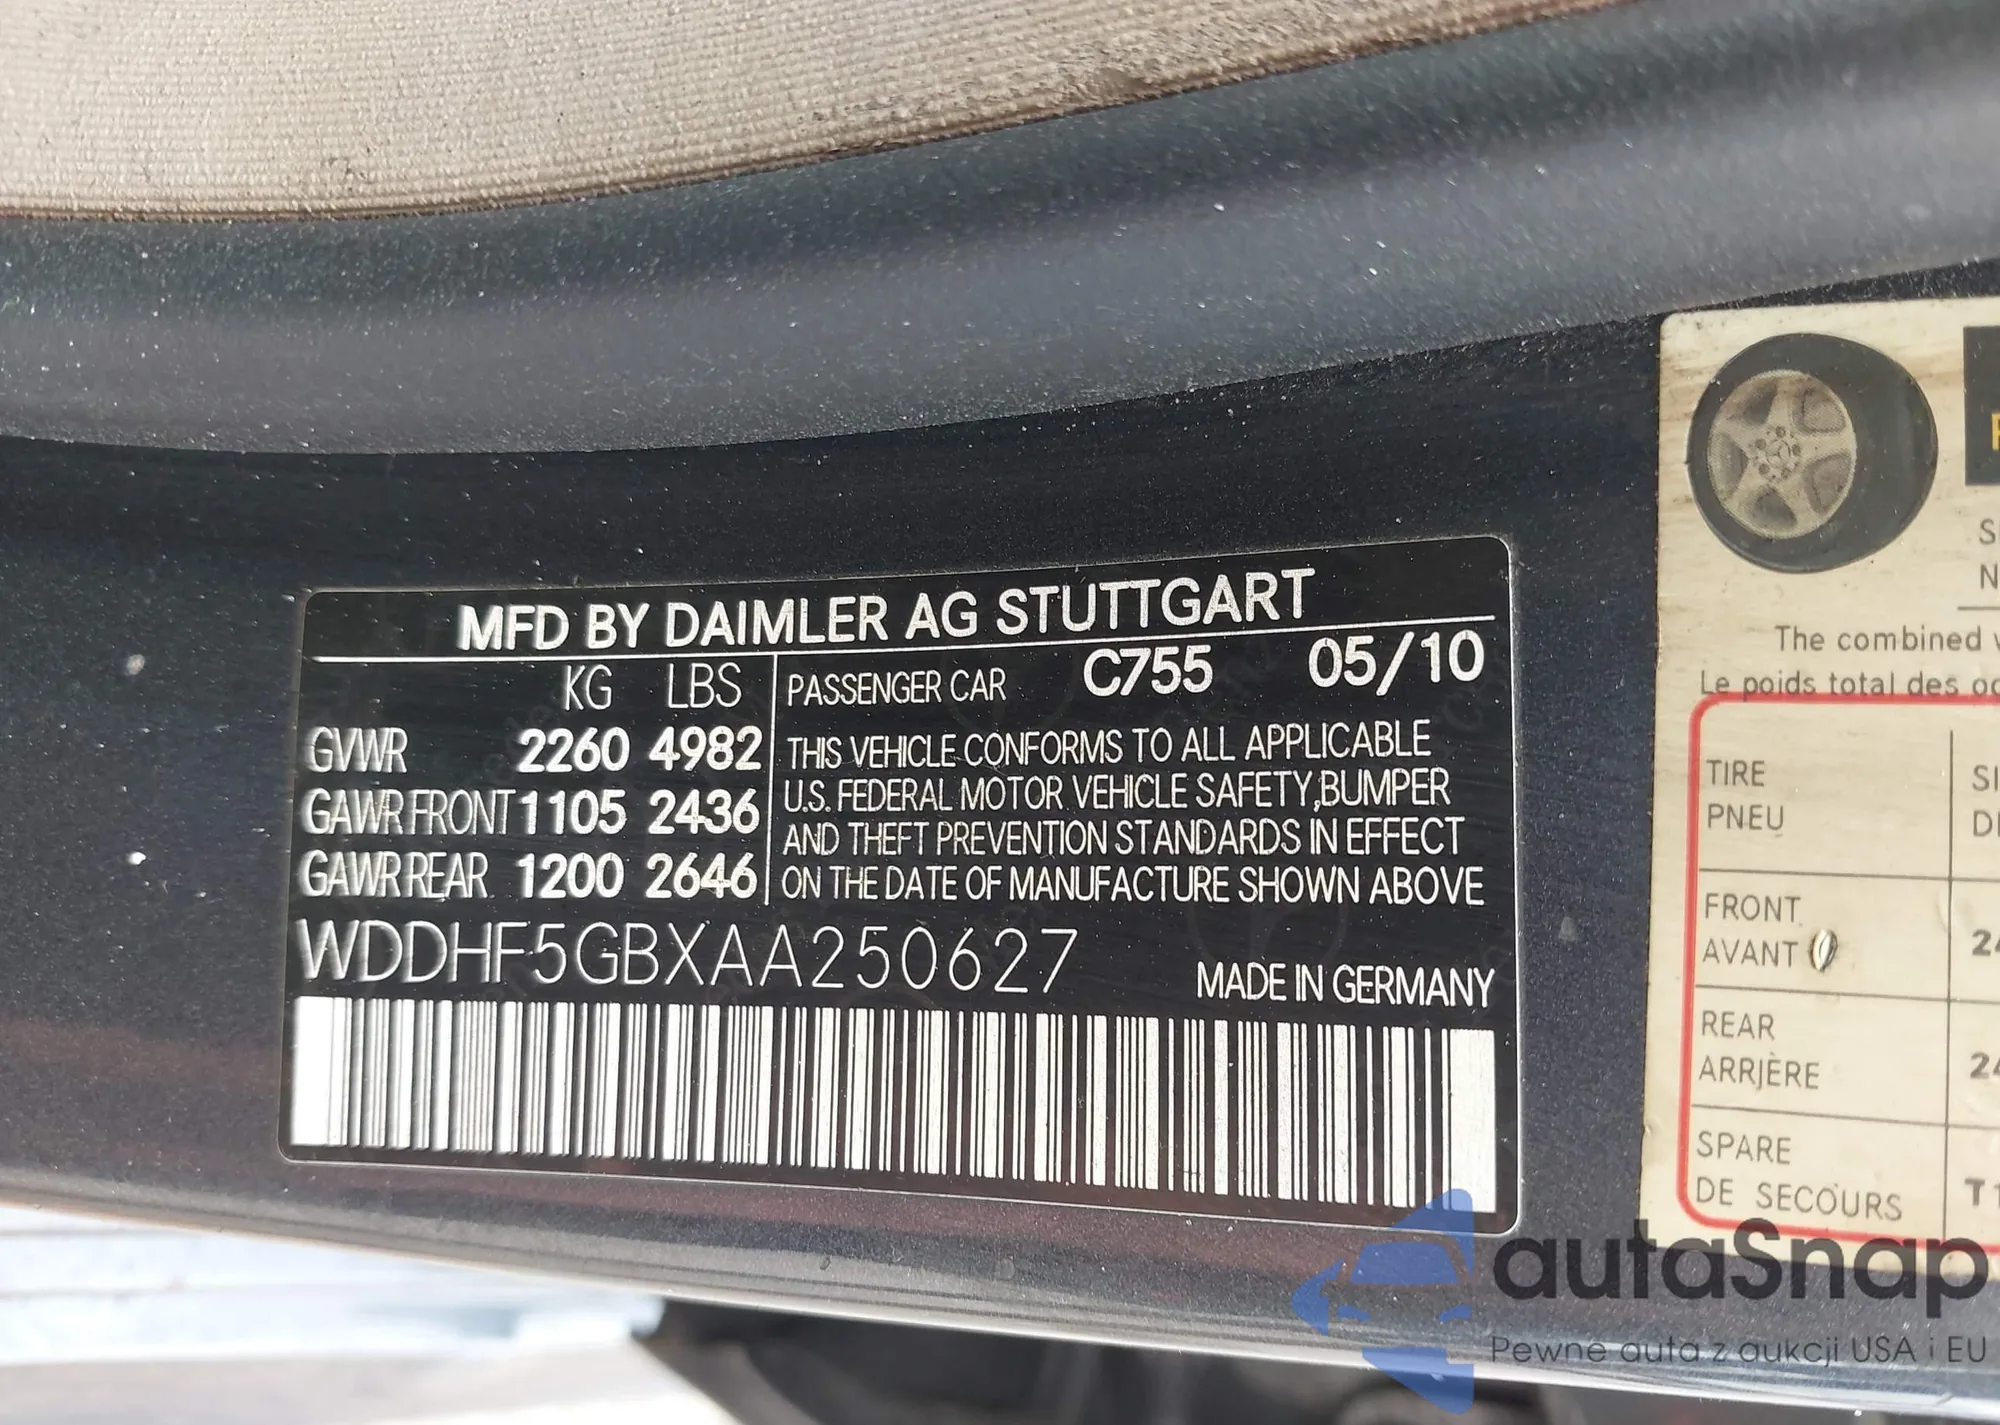 MFD BY DAIMLER AG STUTTGART
KG LBS
GVWR 2260 4982
GAWR FRONT 1105 2436
GAWR REAR 1200 2646
PASSENGER CAR C755 05/10
THIS VEHICLE CONFORMS TO ALL APPLICABLE
U.S. FEDERAL MOTOR VEHICLE SAFETY,BUMPER
AND THEFT PREVENTION STANDARDS IN EFFECT
ON THE DATE OF MANUFACTURE SHOWN ABOVE
WDDHF5GBXAA250627
MADE IN GERMANY
The combined
Le poids total des
TIRE
PNEU
FRONT
AVANT
REAR
ARRIÈRE
SPARE
DE SECOURS
autaSnap
Pewne auta z aukcji USA i EU